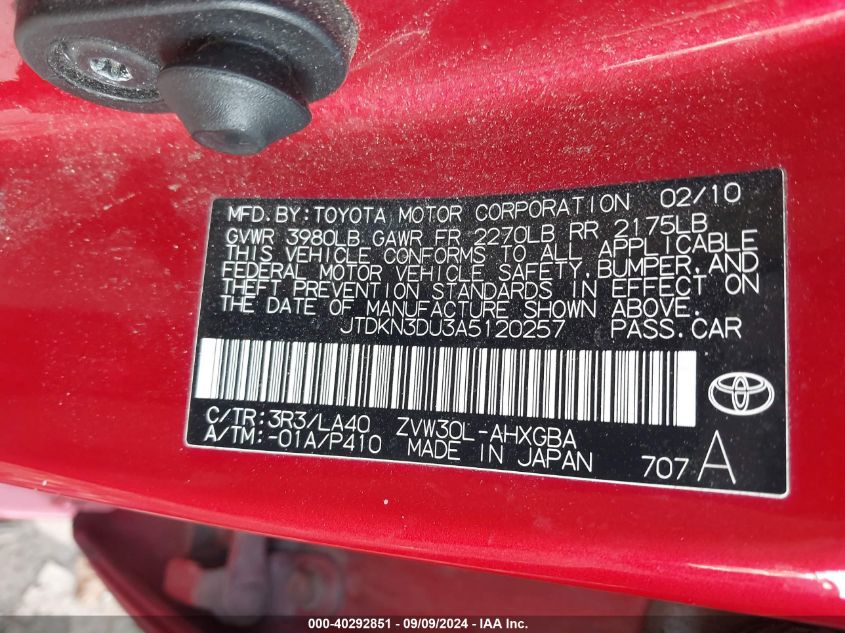 MFD. BY: TOYOTA MOTOR CORPORATION 02/10
GVWR 3980LB GAWR FR 2270LB RR 2175LB
THIS VEHICLE CONFORMS TO ALL APPLICABLE
FEDERAL MOTOR VEHICLE SAFETY, BUMPER, AND
THEFT PREVENTION STANDARDS IN EFFECT ON
THE DATE OF MANUFACTURE SHOWN ABOVE.
JTDKN3DU3A5120257 PASS.CAR
C/TR: 3R3/LA40 ZVW30L-AHXGBA
A/TM: -01A/P410 MADE IN JAPAN 707 A
000-40292851 - 09/09/2024 - IAA Inc.